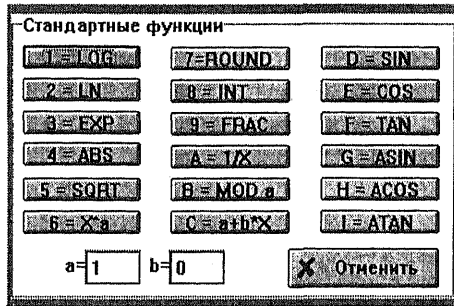 Стандартные функции
1 = LOG 7=ROUND D = SIN
2 = LN 8 = INT E = COS
3 = EXP 9 = FRAC F = TAN
4 = ABS A = 1/X G = ASIN
5 = SQRT B = MOD a H = ACOS
6 = X^a C = a+b*X I = ATAN
a= 1 b= 0 Отменить